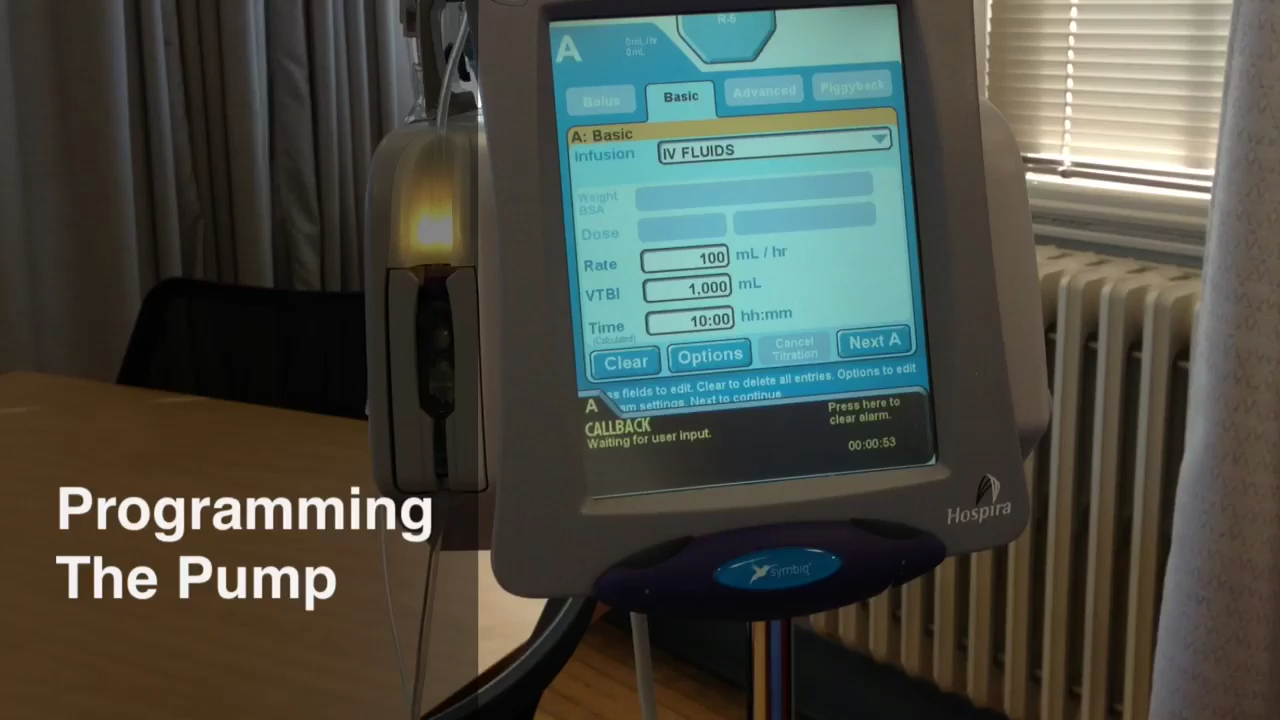 R-6
A
0mL/hr
0mL
Bolus
Basic
Advanced
Piggyback
A: Basic
Infusion
IV FLUIDS
Weight
BSA
Dose
Rate
100
mL / hr
VTBI
1,000
mL
Time
10:00
hh:mm
(Calculated)
Clear
Options
Cancel
Titration
Next A
fields to edit. Clear to delete all entries. Options to edit
settings. Next to continue.
A
CALLBACK
Waiting for user input.
Press here to
clear alarm.
00:00:53
Hospira
symbiq
Programming
The Pump